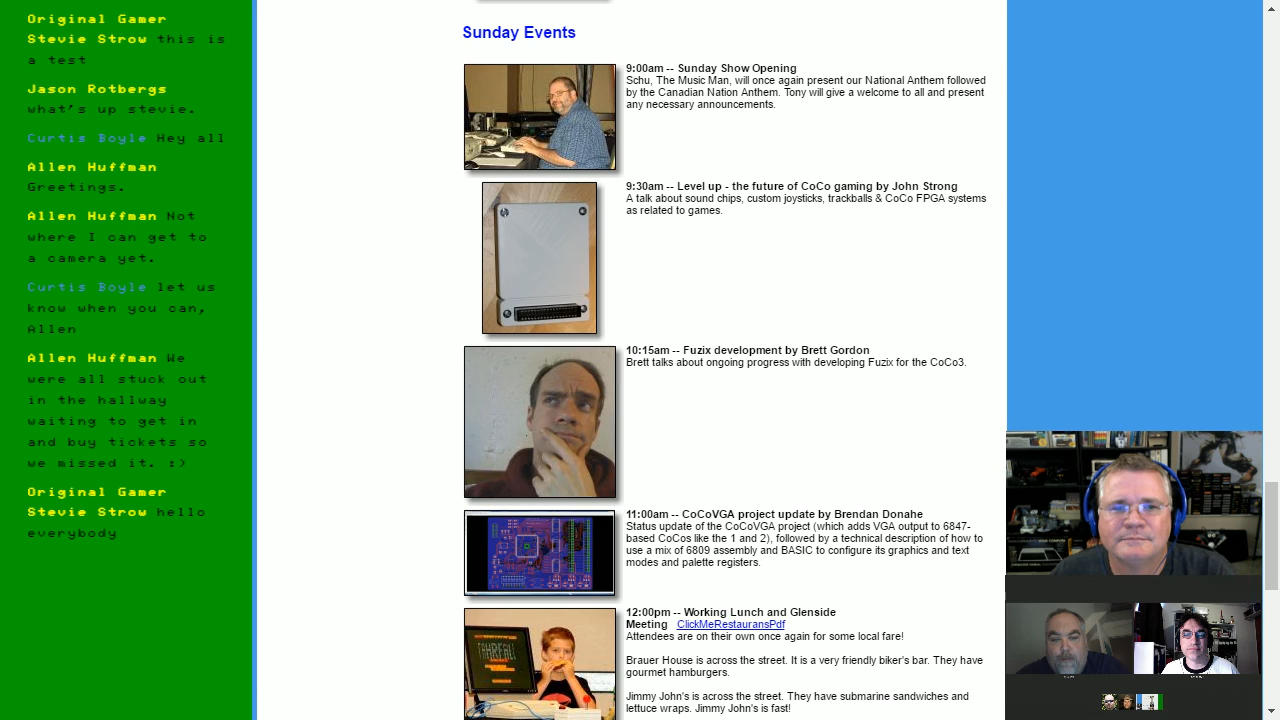 Original Gamer
Stevie Strow this is
a test
Jason Rotbergs
what's up stevie.
Curtis Boyle Hey all
Allen Huffman
Greetings.
Allen Huffman Not
where I can get to
a camera yet.
Curtis Boyle let us
know when you can,
Allen
Allen Huffman We
were all stuck out
in the hallway
waiting to get in
and buy tickets so
we missed it. :)
Original Gamer
Stevie Strow hello
everybody
Sunday Events
9:00am -- Sunday Show Opening
Schu, The Music Man, will once again present our National Anthem followed
by the Canadian Nation Anthem. Tony will give a welcome to all and present
any necessary announcements.
9:30am -- Level up - the future of CoCo gaming by John Strong
A talk about sound chips, custom joysticks, trackballs & CoCo FPGA systems
as related to games.
10:15am -- Fuzix development by Brett Gordon
Brett talks about ongoing progress with developing Fuzix for the CoCo3.
11:00am -- CoCoVGA project update by Brendan Donahe
Status update of the CoCoVGA project (which adds VGA output to 6847-
based CoCos like the 1 and 2), followed by a technical description of how to
use a mix of 6809 assembly and BASIC to configure its graphics and text
modes and palette registers.
12:00pm -- Working Lunch and Glenside
Meeting ClickMeRestauransPdf
Attendees are on their own once again for some local fare!
Brauer House is across the street. It is a very friendly biker's bar. They have
gourmet hamburgers.
Jimmy John's is across the street. They have submarine sandwiches and
lettuce wraps. Jimmy John's is fast!